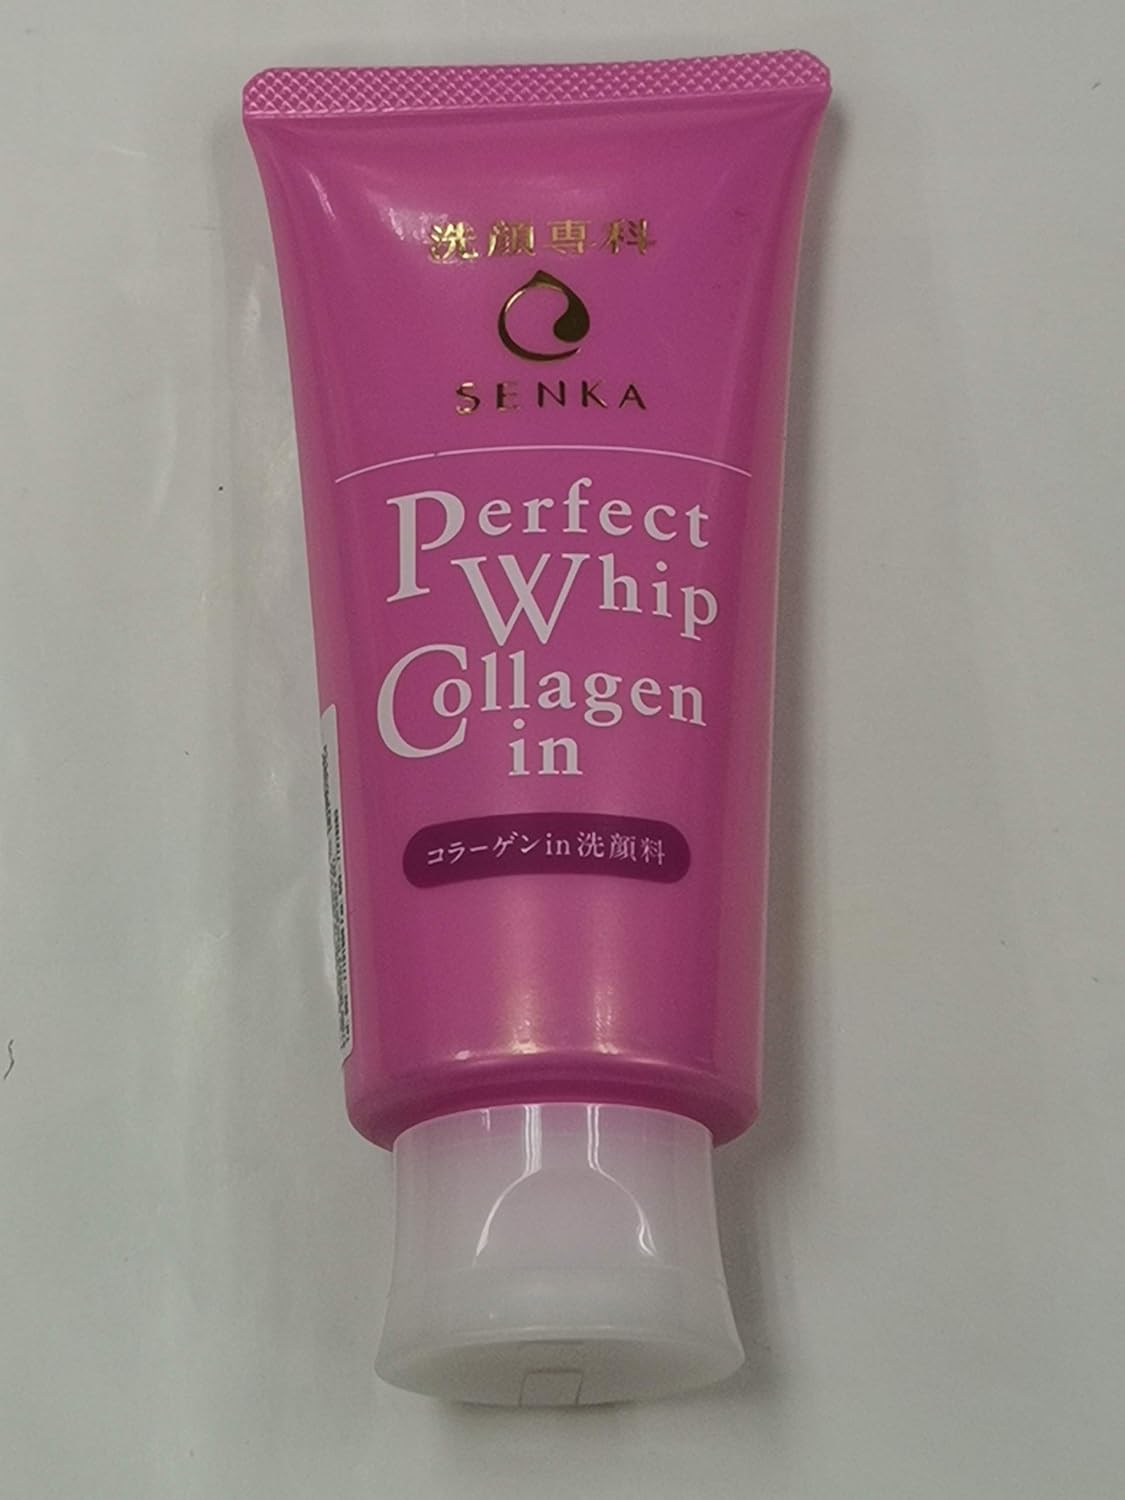 洗顔専科
SENKA
Perfect
Whip
Collagen
in
コラーゲンin洗顔料